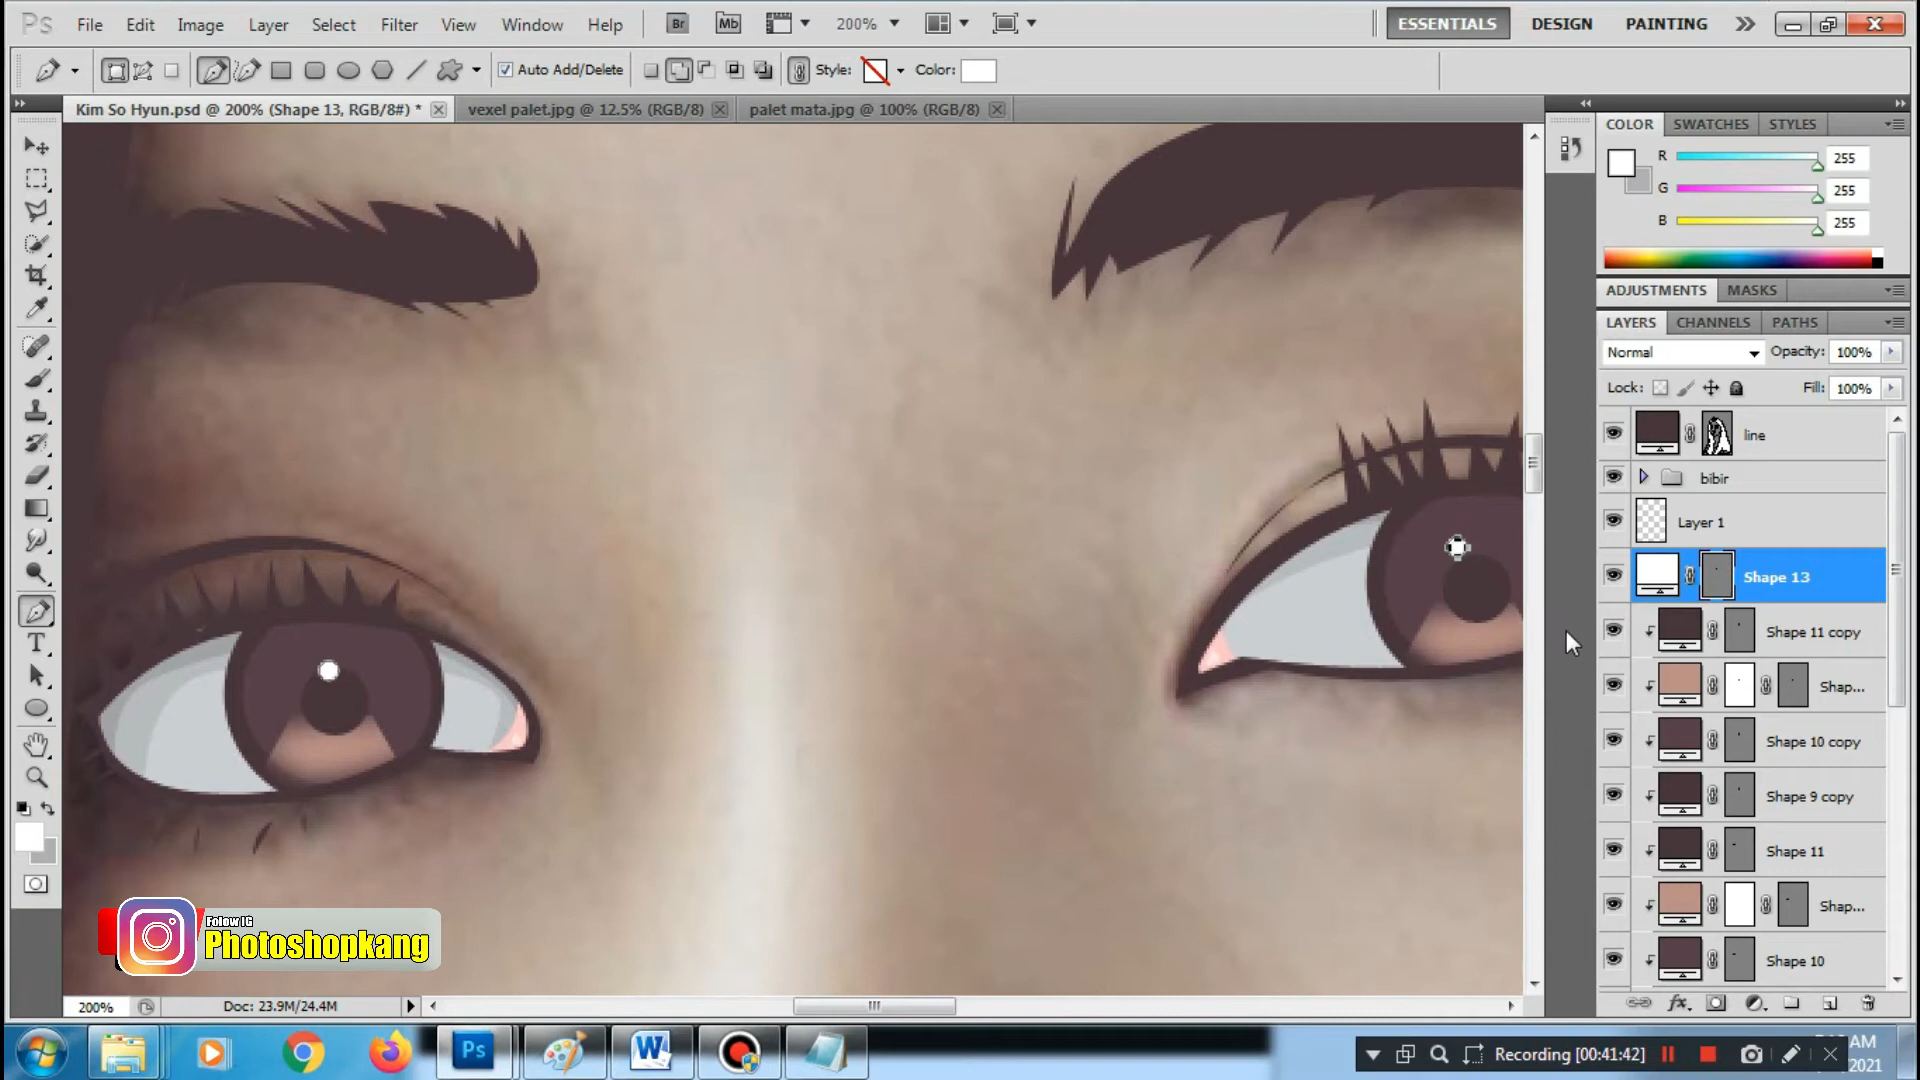 Ps File Edit Image Layer Select Filter Analysis View Window Help Br Mb 200% ESSENTIALS DESIGN PAINTING
Auto Add/Delete Style: Color:
Kim So Hyun.psd @ 200% (Shape 13, RGB/8#) * vexel palet.jpg @ 12.5% (RGB/8) palet mata.jpg @ 100% (RGB/8)
COLOR SWATCHES STYLES
R 255
G 255
B 255
ADJUSTMENTS MASKS
LAYERS CHANNELS PATHS
Normal Opacity: 100%
Lock: Fill: 100%
line
bibir
Layer 1
Shape 13
Shape 11 copy
Shap...
Shape 10 copy
Shape 9 copy
Shape 11
Shap...
Shape 10
Folow IG
Photoshopkang
200% Doc: 23.9M/24.4M
Ps W Recording [00:41:42]
AM
2021